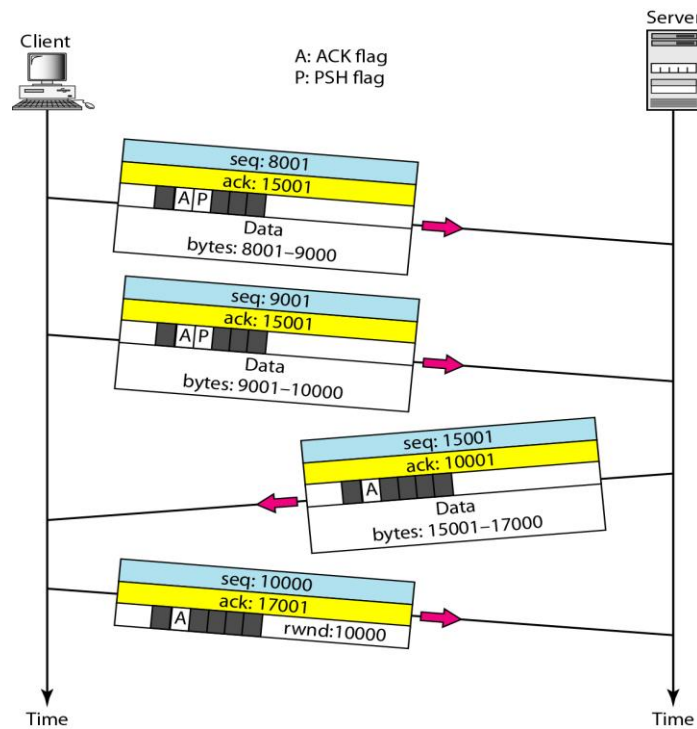 Client
Server
A: ACK flag
P: PSH flag
seq: 8001
ack: 15001
A P
Data
bytes: 8001–9000
seq: 9001
ack: 15001
A P
Data
bytes: 9001–10000
seq: 15001
ack: 10001
A
Data
bytes: 15001–17000
seq: 10000
ack: 17001
A rwnd:10000
Time
Time